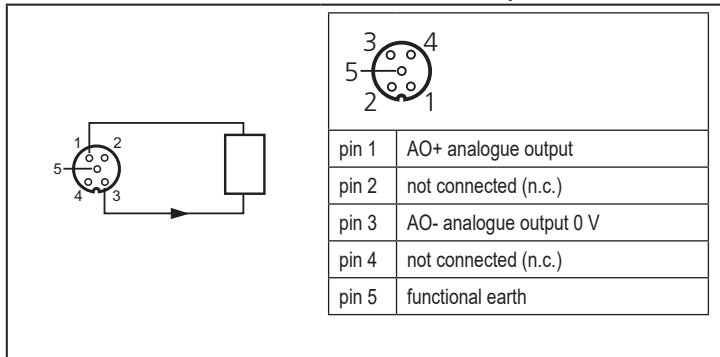 1 2
5
4 3
3 4
5
2 1
pin 1 AO+ analogue output
pin 2 not connected (n.c.)
pin 3 AO- analogue output 0 V
pin 4 not connected (n.c.)
pin 5 functional earth